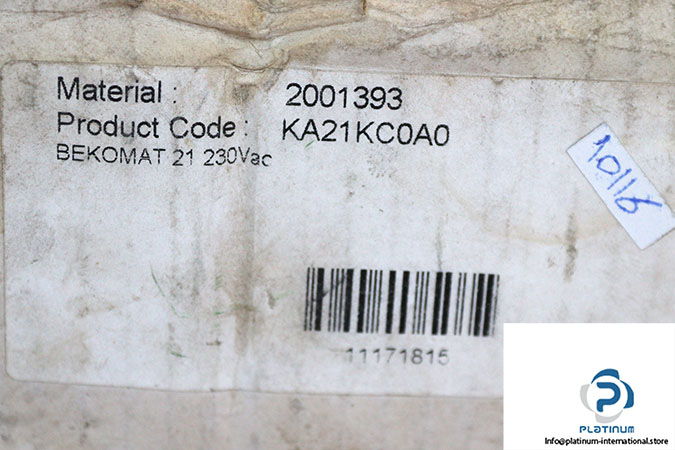 Material : 2001393
Product Code : KA21KC0A0
BEKOMAT 21 230Vac
10116
11171815
PLATINUM
Info@platinum-international.store